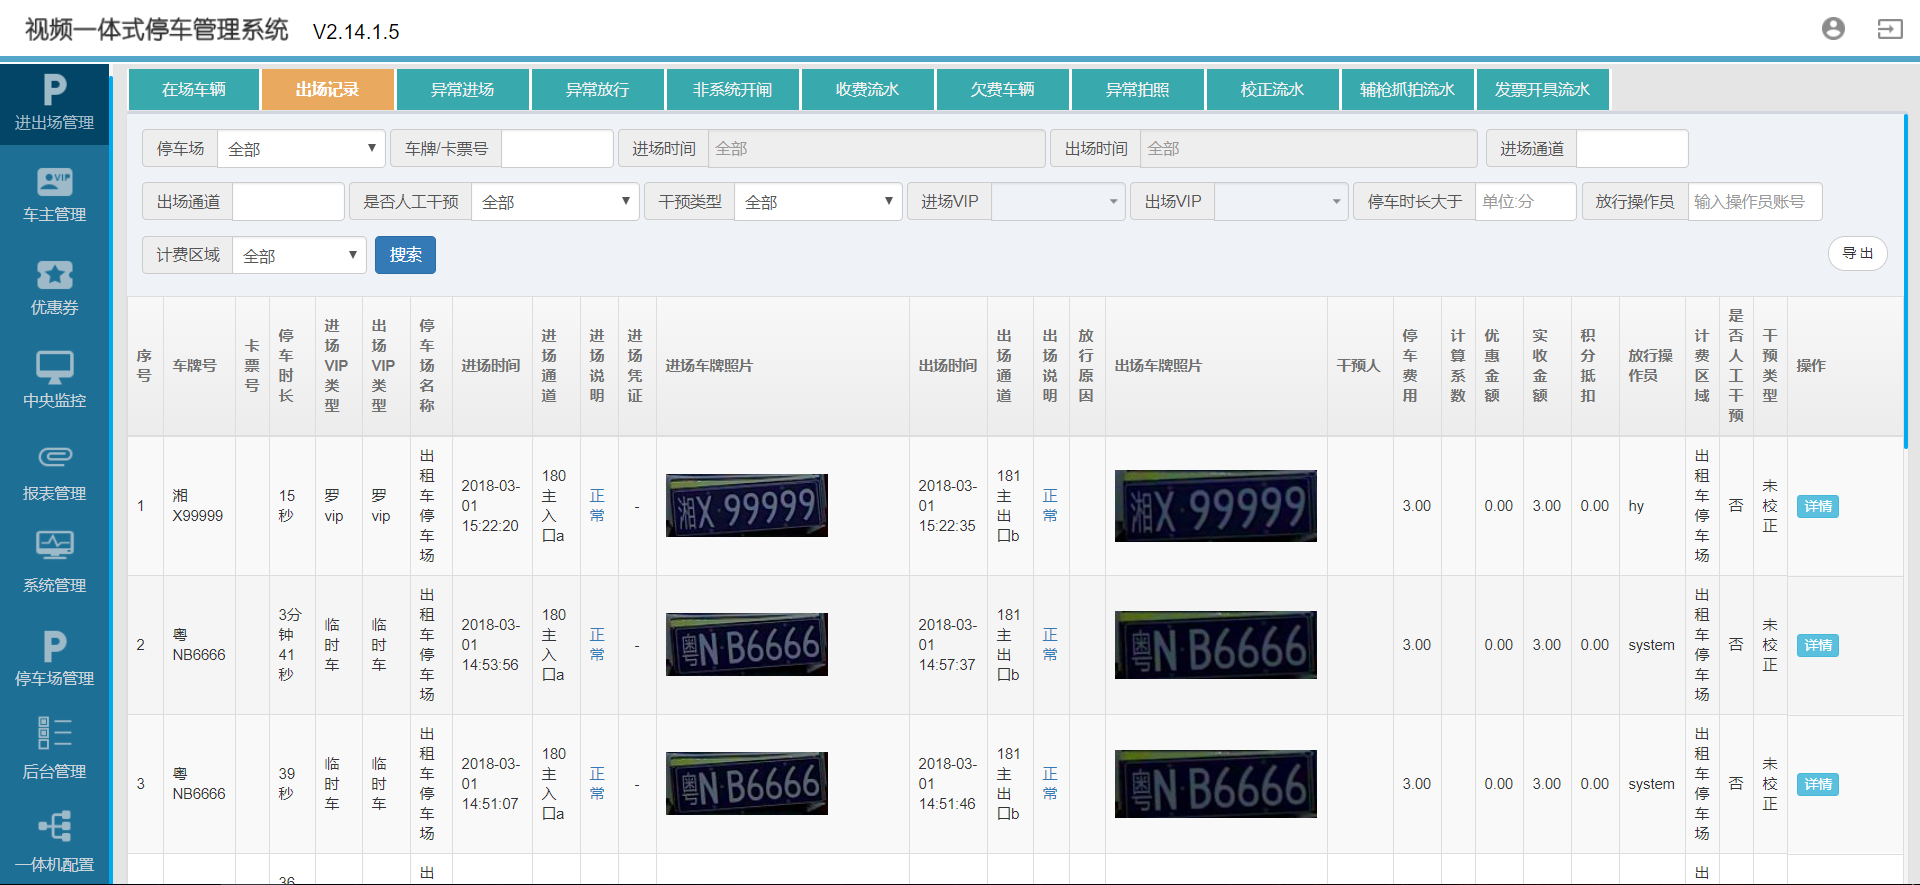 视频一体式停车管理系统 V2.14.1.5
进出场管理
车主管理
优惠券
中央监控
报表管理
系统管理
停车场管理
后台管理
一体机配置
在场车辆 出场记录 异常进场 异常放行 非系统开闸 收费流水 欠费车辆 异常拍照 校正流水 辅枪抓拍流水 发票开具流水
停车场 全部 车牌/卡票号 进场时间 全部 出场时间 全部 进场通道
出场通道 是否人工干预 全部 干预类型 全部 进场VIP 出场VIP 停车时长大于 单位:分 放行操作员 输入操作员账号
计费区域 全部 搜索 导出
序号 车牌号 卡票号 停车时长 进场VIP类型 出场VIP类型 停车场名称 进场时间 进场通道 进场说明 进场凭证 进场车牌照片 出场时间 出场通道 出场说明 放行原因 出场车牌照片 干预人 停车费用 计算系数 优惠金额 实收金额 积分抵扣 放行操作员 计费区域 是否人工干预 干预类型 操作
1 湘X99999 15秒 罗vip 罗vip 出租车停车场 2018-03-01 15:22:20 180主入口a 正常 - 湘X·99999 2018-03-01 15:22:35 181主出口b 正常 湘X·99999 3.00 0.00 3.00 0.00 hy 出租车停车场 否 未校正 详情
2 粤NB6666 3分钟41秒 临时车 临时车 出租车停车场 2018-03-01 14:53:56 180主入口a 正常 - 粤N·B6666 2018-03-01 14:57:37 181主出口b 正常 粤N·B6666 3.00 0.00 3.00 0.00 system 出租车停车场 否 未校正 详情
3 粤NB6666 39秒 临时车 临时车 出租车停车场 2018-03-01 14:51:07 180主入口a 正常 - 粤N·B6666 2018-03-01 14:51:46 181主出口b 正常 粤N·B6666 3.00 0.00 3.00 0.00 system 出租车停车场 否 未校正 详情
36 出 出